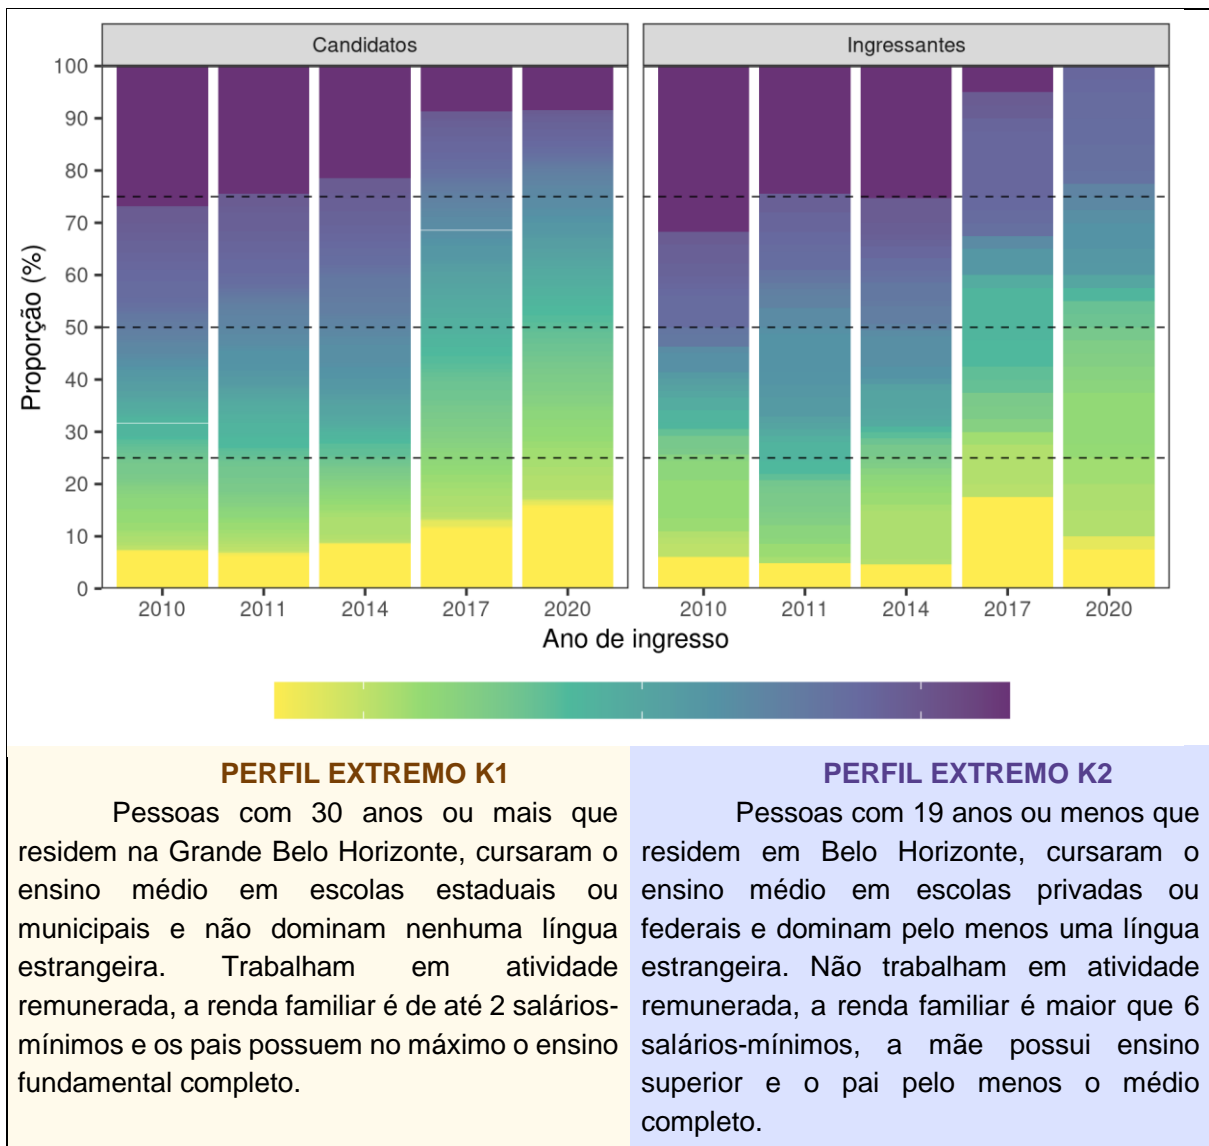 Candidatos
Ingressantes
100
90
80
70
60
50
40
30
20
10
0
Proporção (%)
2010 2011 2014 2017 2020
2010 2011 2014 2017 2020
Ano de ingresso
PERFIL EXTREMO K1
Pessoas com 30 anos ou mais que
residem na Grande Belo Horizonte, cursaram o
ensino médio em escolas estaduais ou
municipais e não dominam nenhuma língua
estrangeira. Trabalham em atividade
remunerada, a renda familiar é de até 2 salários-
mínimos e os pais possuem no máximo o ensino
fundamental completo.
PERFIL EXTREMO K2
Pessoas com 19 anos ou menos que
residem em Belo Horizonte, cursaram o
ensino médio em escolas privadas ou
federais e dominam pelo menos uma língua
estrangeira. Não trabalham em atividade
remunerada, a renda familiar é maior que 6
salários-mínimos, a mãe possui ensino
superior e o pai pelo menos o médio
completo.